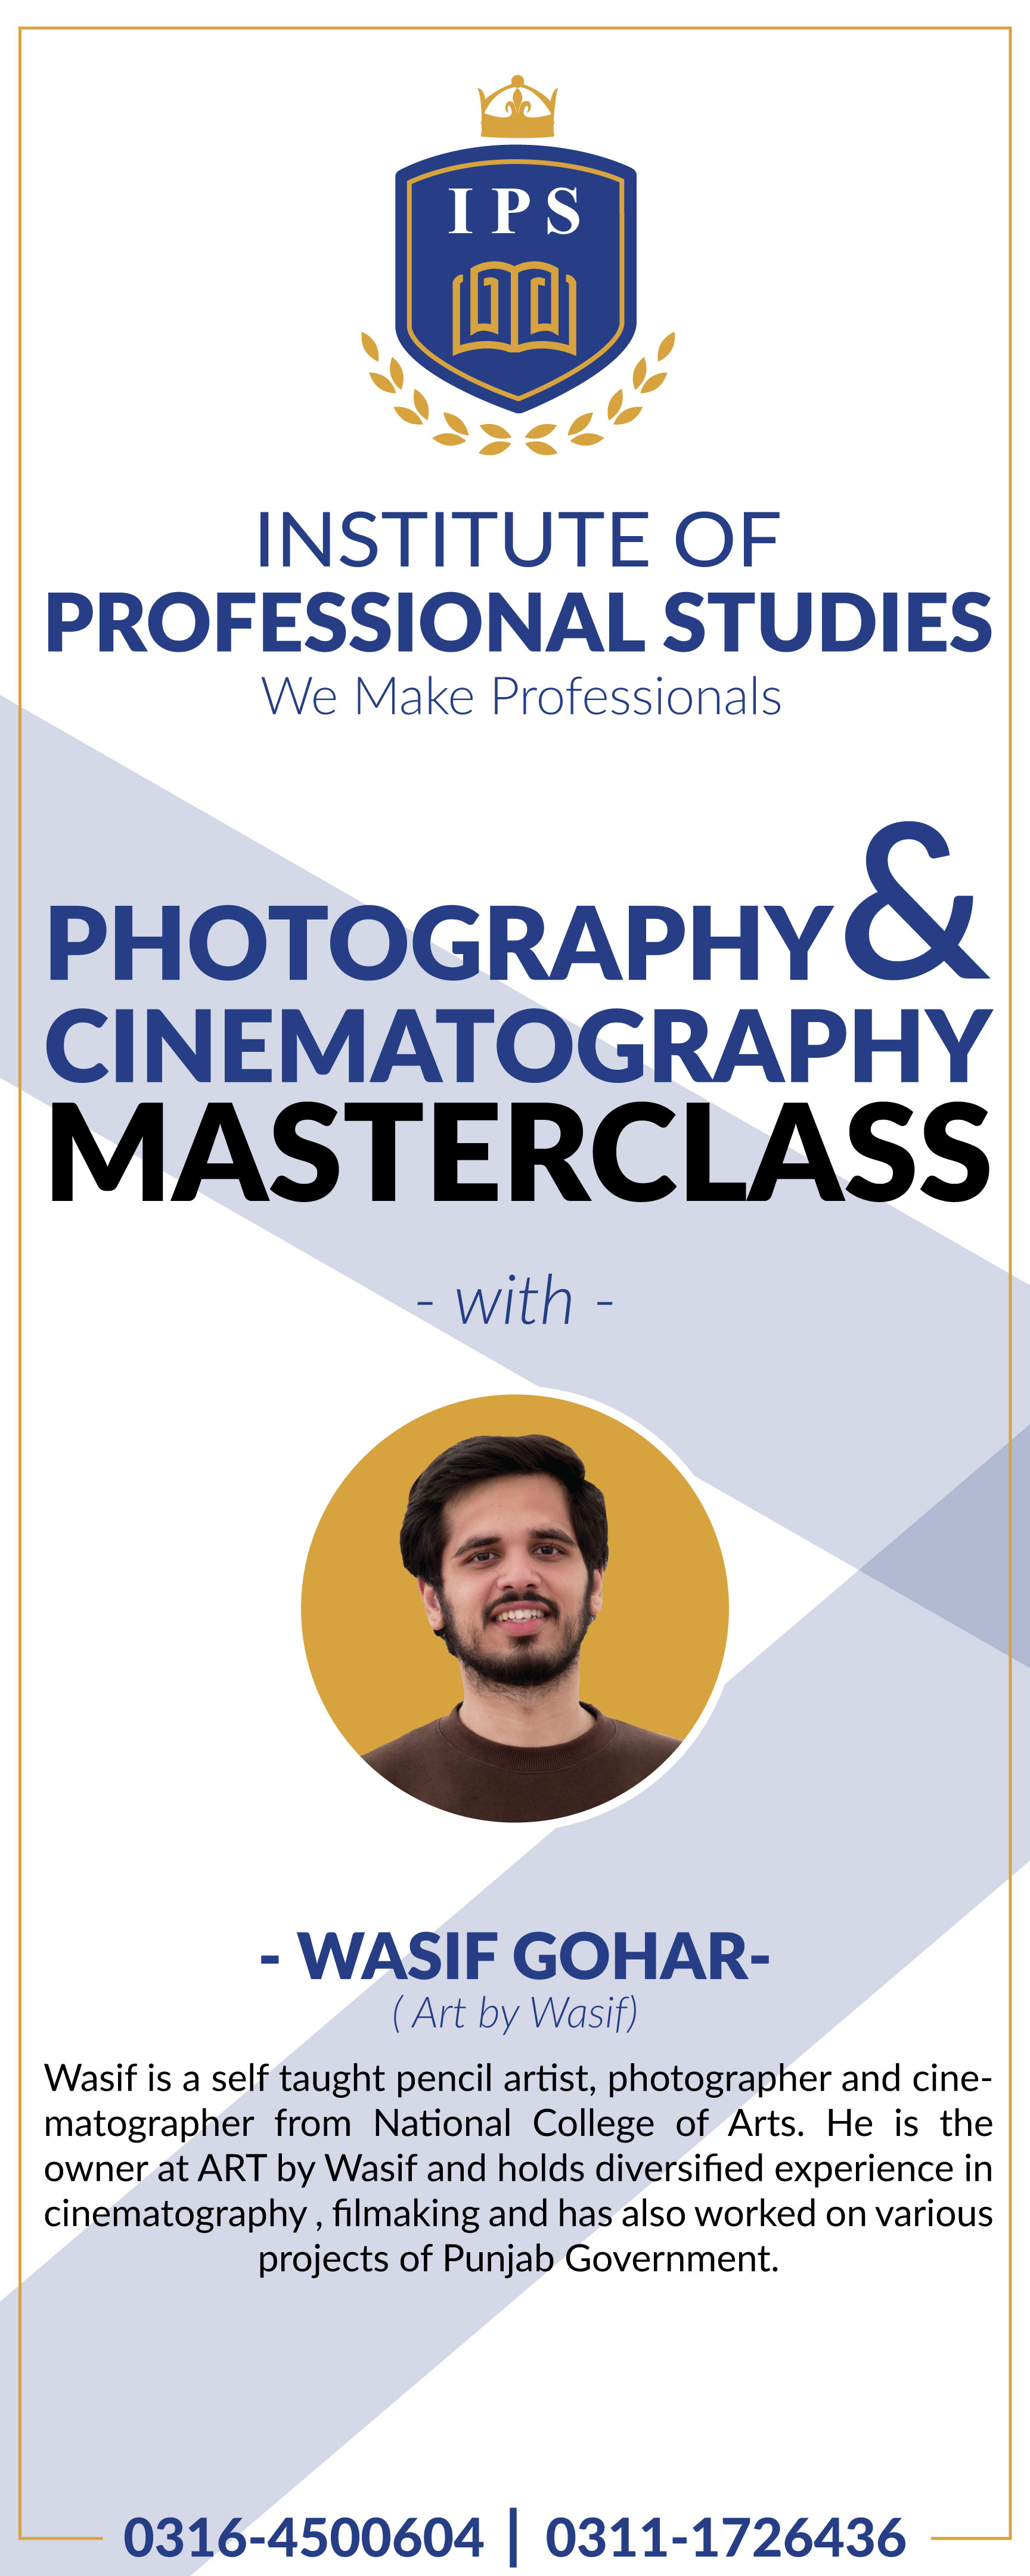 I P S
INSTITUTE OF
PROFESSIONAL STUDIES
We Make Professionals
PHOTOGRAPHY &
CINEMATOGRAPHY
MASTERCLASS
- with -
- WASIF GOHAR-
( Art by Wasif)
Wasif is a self taught pencil artist, photographer and cine-
matographer from National College of Arts. He is the
owner at ART by Wasif and holds diversified experience in
cinematography , filmaking and has also worked on various
projects of Punjab Government.
0316-4500604 | 0311-1726436